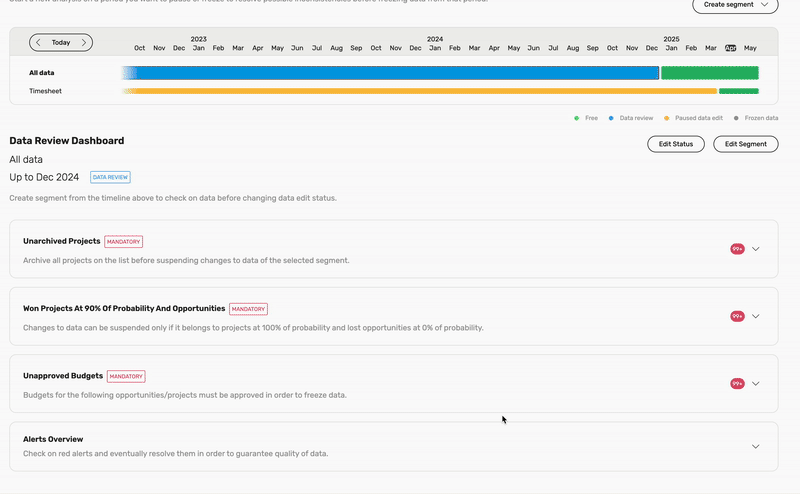 Start a new analysis on a period you want to pause or freeze to resolve possible inconsistencies before freezing data from that period.
Create segment
Today
2023 2024 2025
Oct Nov Dec Jan Feb Mar Apr May Jun Jul Aug Sep Oct Nov Dec Jan Feb Mar Apr May Jun Jul Aug Sep Oct Nov Dec Jan Feb Mar Apr May
All data
Timesheet
Free Data review Paused data edit Frozen data
Data Review Dashboard
Edit Status Edit Segment
All data
Up to Dec 2024 DATA REVIEW
Create segment from the timeline above to check on data before changing data edit status.
Unarchived Projects MANDATORY
99+
Archive all projects on the list before suspending changes to data of the selected segment.
Won Projects At 90% Of Probability And Opportunities MANDATORY
99+
Changes to data can be suspended only if it belongs to projects at 100% of probability and lost opportunities at 0% of probability.
Unapproved Budgets MANDATORY
99+
Budgets for the following opportunities/projects must be approved in order to freeze data.
Alerts Overview
Check on red alerts and eventually resolve them in order to guarantee quality of data.